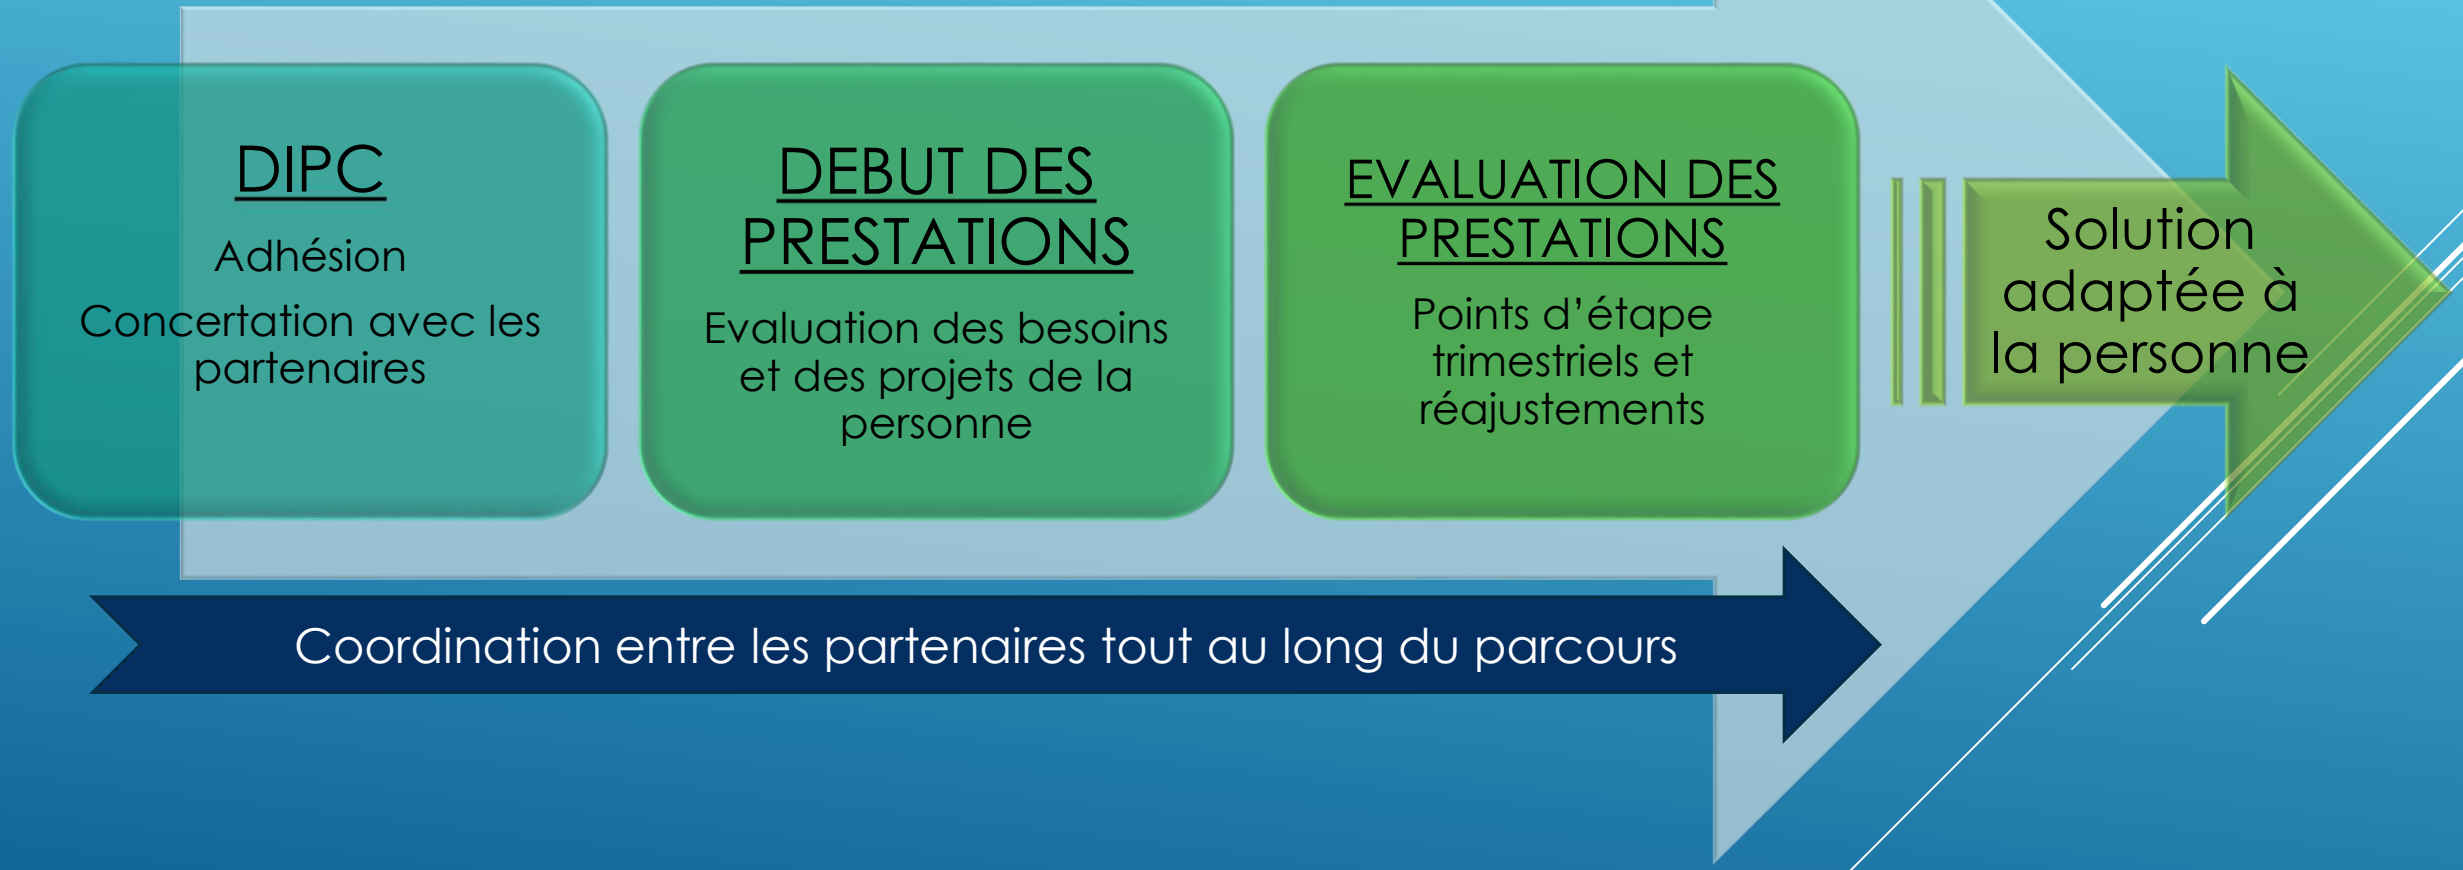 DIPC
Adhésion
Concertation avec les
partenaires
DEBUT DES
PRESTATIONS
Evaluation des besoins
et des projets de la
personne
EVALUATION DES
PRESTATIONS
Points d’étape
trimestriels et
réajustements
Solution
adaptée à
la personne
Coordination entre les partenaires tout au long du parcours